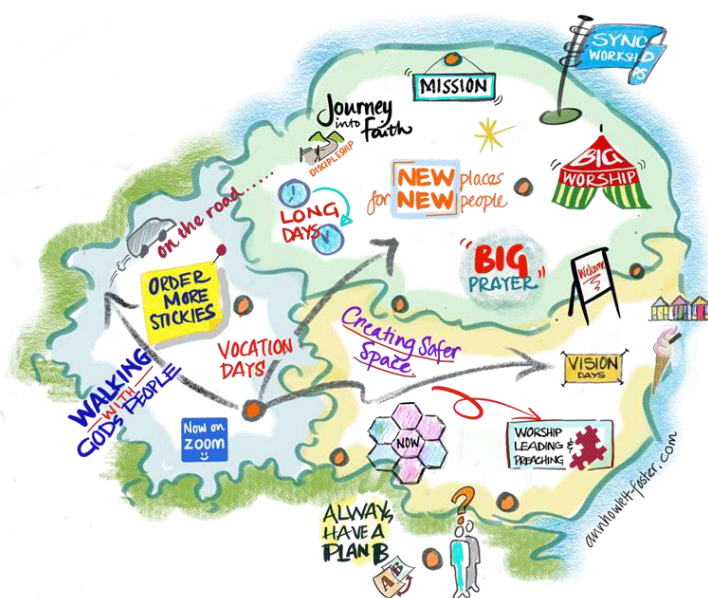 SYNC
WORKSHOPS
MISSION
Journey
into
Faith
DISCIPLESHIP
BIG
WORSHIP
on the road.....
LONG
DAYS
NEW places
for NEW people
"BIG"
PRAYER
Welcome
ORDER
MORE
STICKIES
VOCATION
DAYS
Creating Safer
Space
VISION
DAYS
WALKING
WITH
GODS PEOPLE
Now on
zoom
NOW
WORSHIP
LEADING &
PREACHING
ALWAYS
HAVE A
PLAN B
?
A B
annhowlett-foster.com